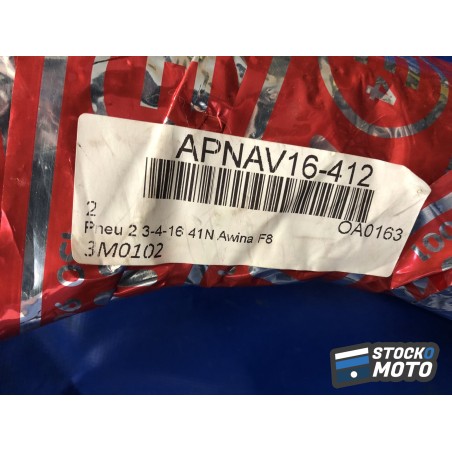 APNAV16-412
2
OA0163
Pneu 2 3-4-16 41N Awina F8
3M0102
STOCKO
MOTO